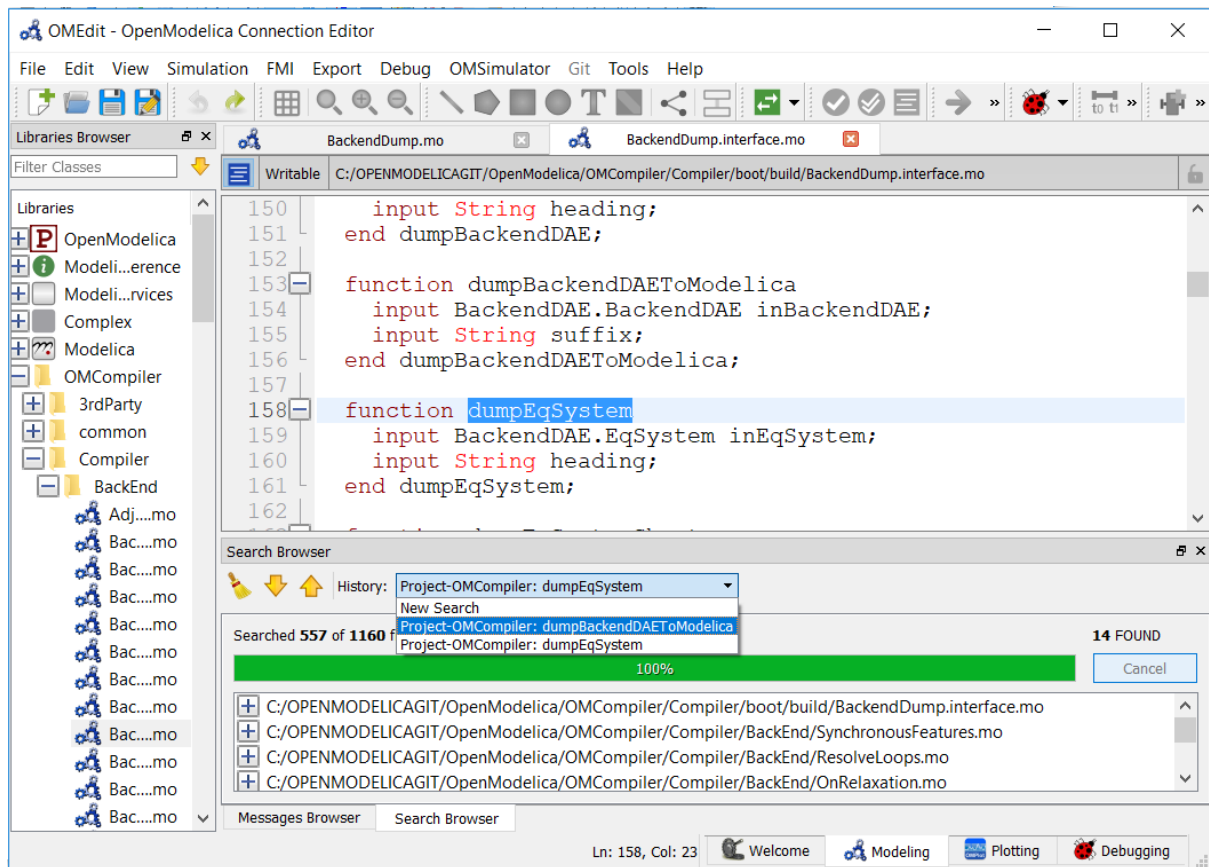 OMEdit - OpenModelica Connection Editor
File Edit View Simulation FMI Export Debug OMSimulator Git Tools Help
T to t1 » »
Libraries Browser
BackendDump.mo BackendDump.interface.mo
Filter Classes
Writable C:/OPENMODELICAGIT/OpenModelica/OMCompiler/Compiler/boot/build/BackendDump.interface.mo
Libraries
P OpenModelica
i Modeli...erence
Modeli...rvices
Complex
Modelica
OMCompiler
3rdParty
common
Compiler
BackEnd
Adj....mo
Bac....mo
Bac....mo
Bac....mo
Bac....mo
Bac....mo
Bac....mo
Bac....mo
Bac....mo
Bac....mo
Bac....mo
Bac....mo
150 input String heading;
151 end dumpBackendDAE;
152
153 function dumpBackendDAEToModelica
154 input BackendDAE.BackendDAE inBackendDAE;
155 input String suffix;
156 end dumpBackendDAEToModelica;
157
158 function dumpEqSystem
159 input BackendDAE.EqSystem inEqSystem;
160 input String heading;
161 end dumpEqSystem;
162
Search Browser
History: Project-OMCompiler: dumpEqSystem
New Search
Project-OMCompiler: dumpBackendDAEToModelica
Project-OMCompiler: dumpEqSystem
Searched 557 of 1160 14 FOUND
100% Cancel
C:/OPENMODELICAGIT/OpenModelica/OMCompiler/Compiler/boot/build/BackendDump.interface.mo
C:/OPENMODELICAGIT/OpenModelica/OMCompiler/Compiler/BackEnd/SynchronousFeatures.mo
C:/OPENMODELICAGIT/OpenModelica/OMCompiler/Compiler/BackEnd/ResolveLoops.mo
C:/OPENMODELICAGIT/OpenModelica/OMCompiler/Compiler/BackEnd/OnRelaxation.mo
Messages Browser Search Browser
Ln: 158, Col: 23 Welcome Modeling Plotting Debugging